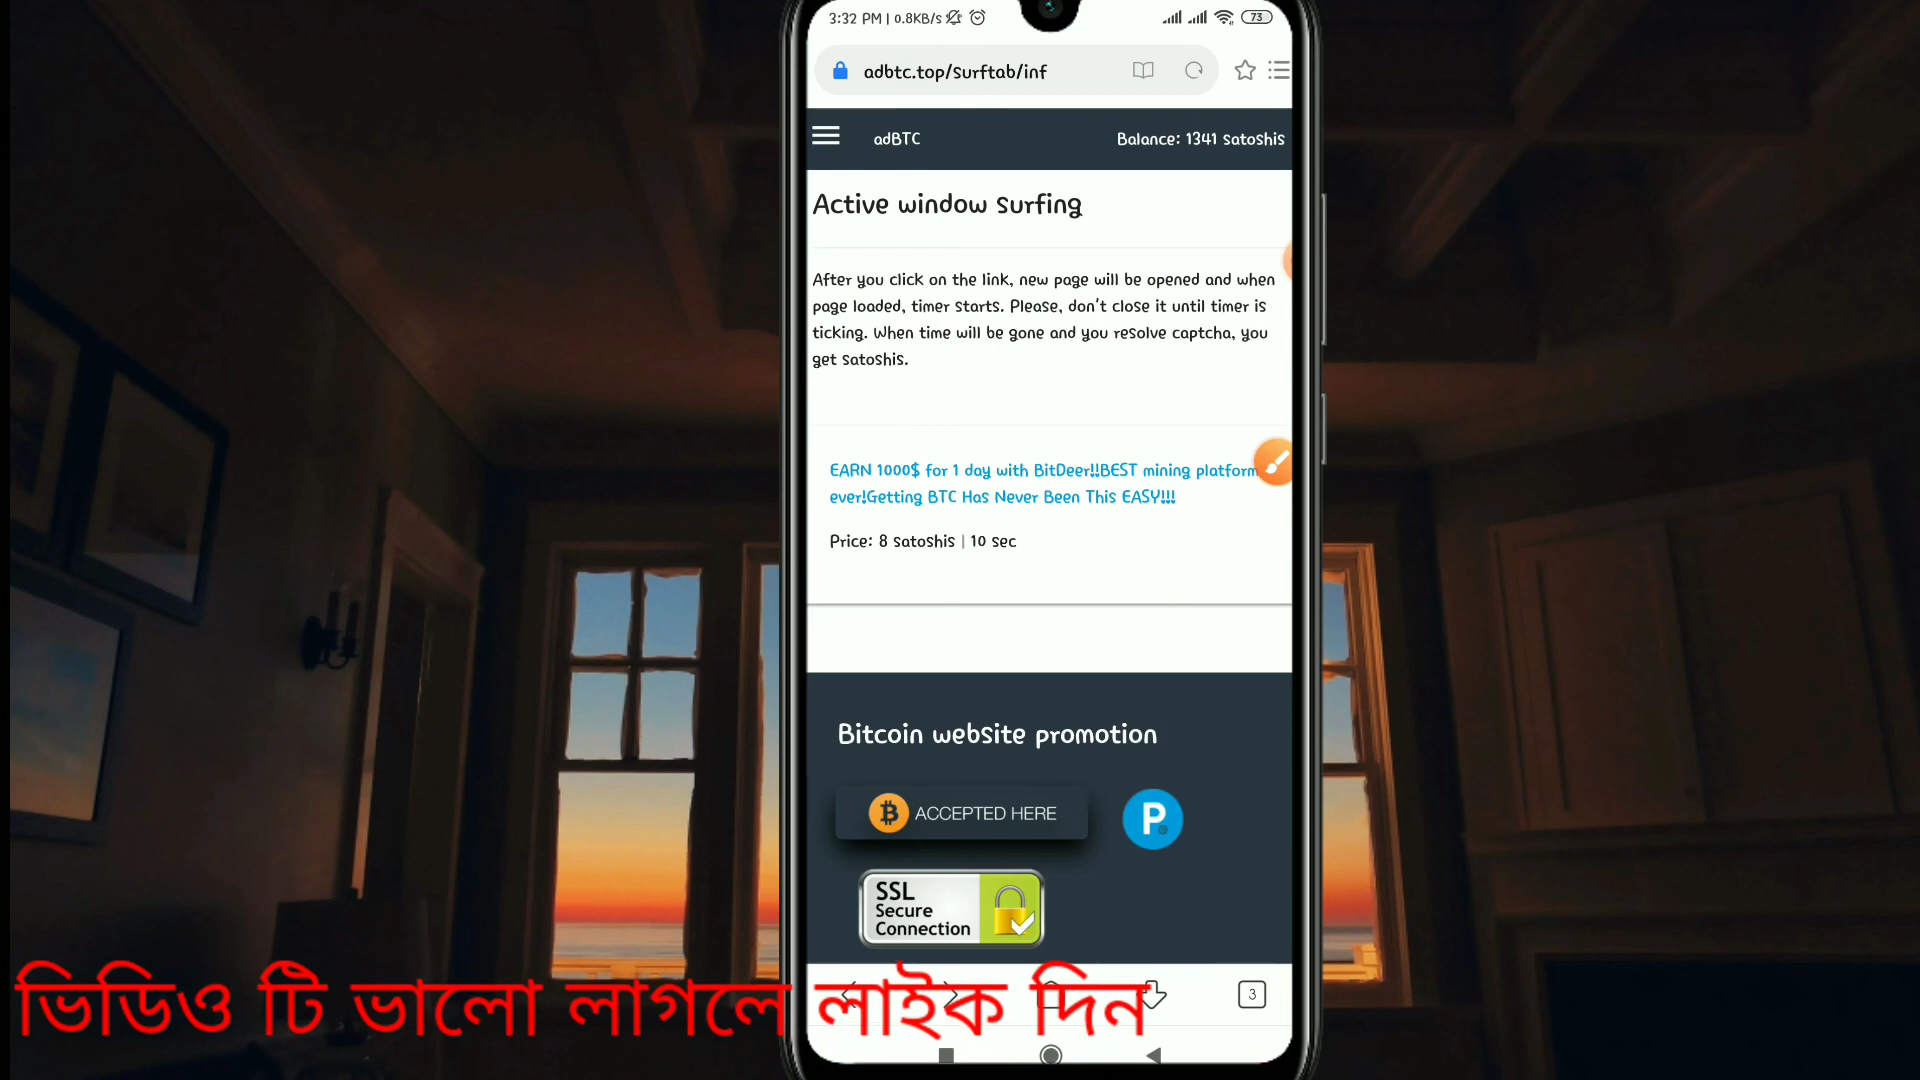 3:32 PM | 0.8KB/s
73
adbtc.top/surftab/inf
adBTC
Balance: 1341 satoshis
Active window surfing
After you click on the link, new page will be opened and when
page loaded, timer starts. Please, don't close it until timer is
ticking. When time will be gone and you resolve captcha, you
get satoshis.
EARN 1000$ for 1 day with BitDeer!!BEST mining platform
ever!Getting BTC Has Never Been This EASY!!!
Price: 8 satoshis | 10 sec
Bitcoin website promotion
ACCEPTED HERE
P
SSL
Secure
Connection
ভিডিও টি ভালো লাগলে লাইক দিন
3